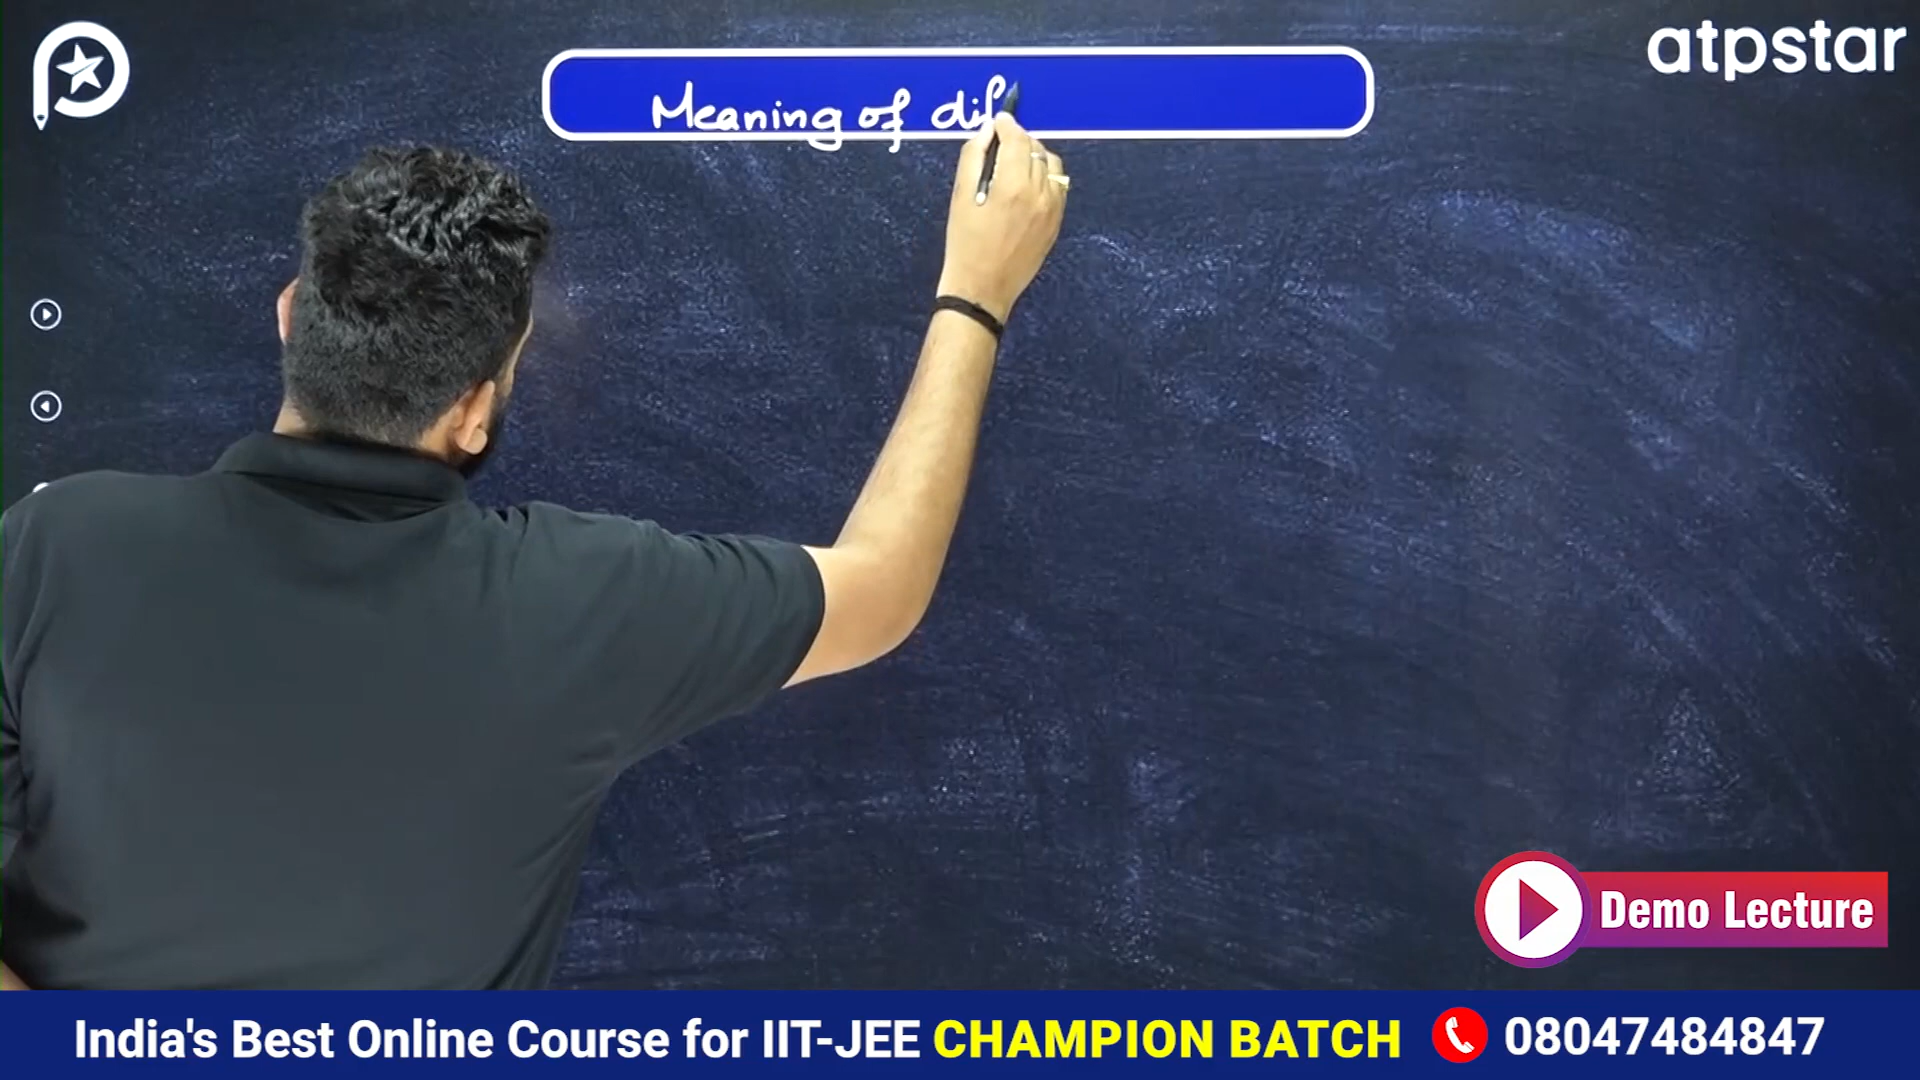 atpstar
Meaning of dif
Demo Lecture
India's Best Online Course for IIT-JEE CHAMPION BATCH 08047484847